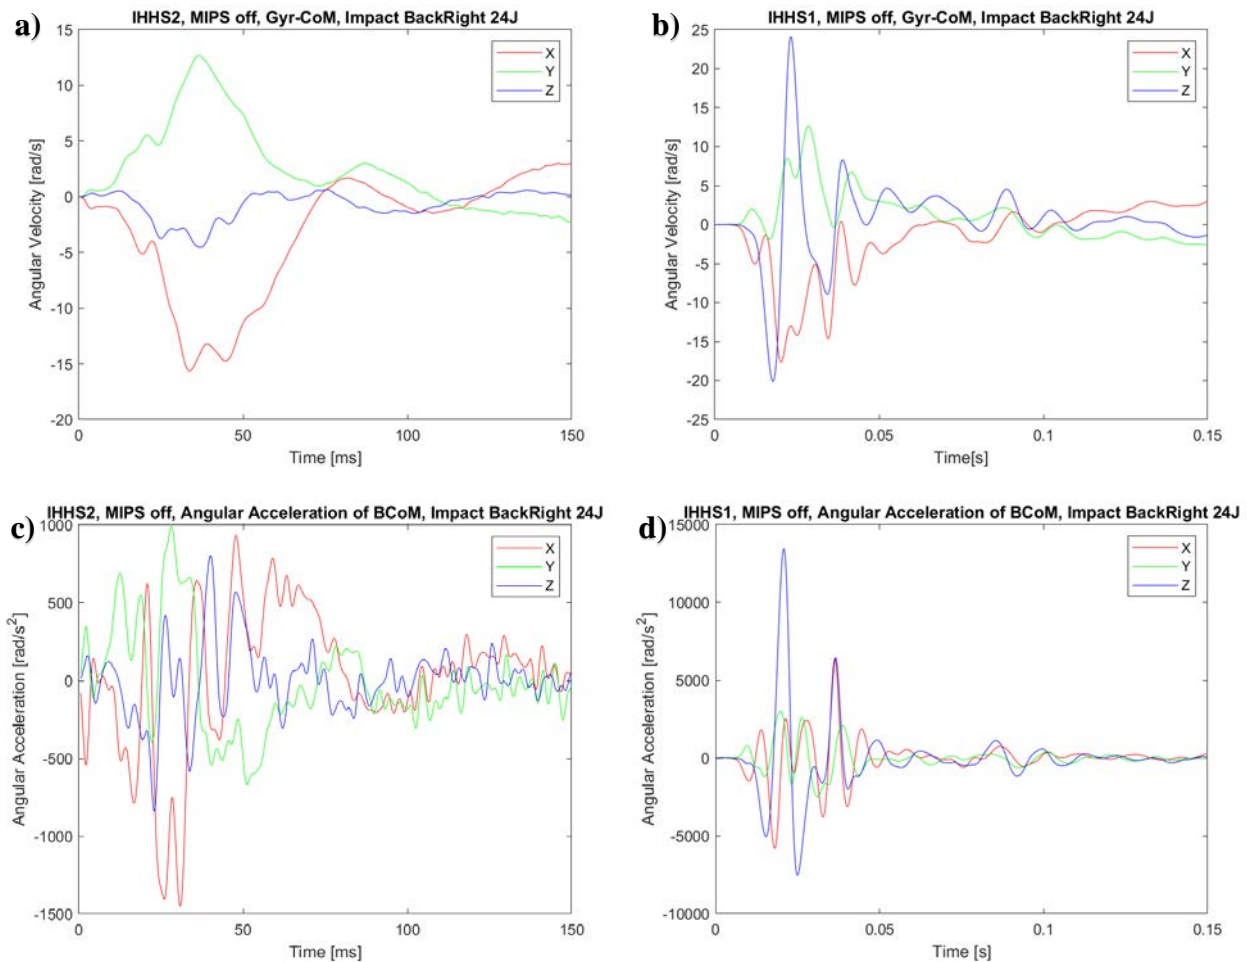 a)
IHHS2, MIPS off, Gyr-CoM, Impact BackRight 24J
15
10
5
0
-5
-10
-15
-20
Angular Velocity [rad/s]
0
50
100
150
Time [ms]
X
Y
Z
b)
IHHS1, MIPS off, Gyr-CoM, Impact BackRight 24J
25
20
15
10
5
0
-5
-10
-15
-20
-25
Angular Velocity [rad/s]
0
0.05
0.1
0.15
Time[s]
X
Y
Z
c)
IHHS2, MIPS off, Angular Acceleration of BCoM, Impact BackRight 24J
1000
500
0
-500
-1000
-1500
Angular Acceleration [rad/s²]
0
50
100
150
Time [ms]
X
Y
Z
d)
IHHS1, MIPS off, Angular Acceleration of BCoM, Impact BackRight 24J
15000
10000
5000
0
-5000
-10000
Angular Acceleration [rad/s²]
0
0.05
0.1
0.15
Time [s]
X
Y
Z